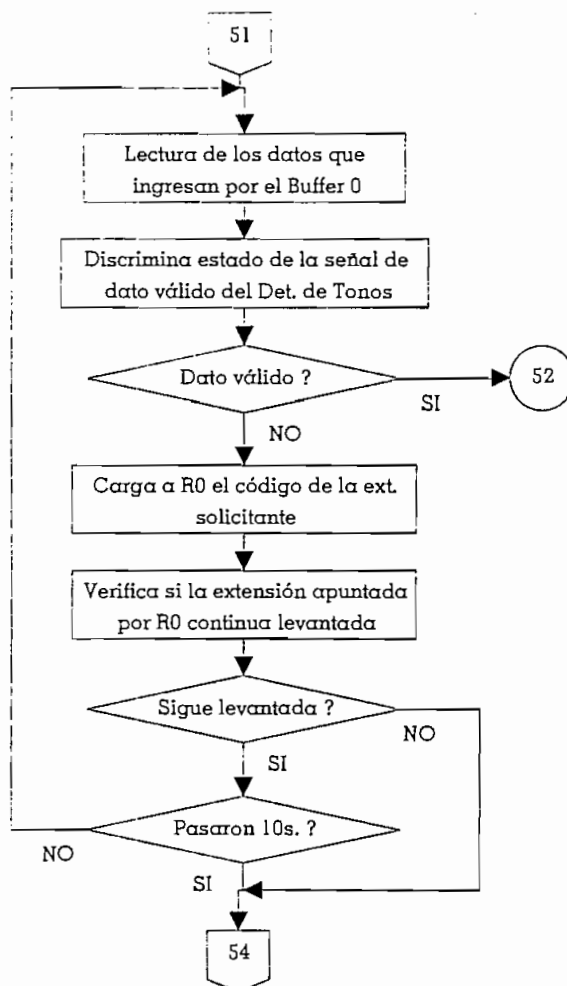 51
Lectura de los datos que
ingresan por el Buffer 0
Discrimina estado de la señal de
dato válido del Det. de Tonos
Dato válido ?
SI
52
NO
Carga a R0 el código de la ext.
solicitante
Verifica si la extensión apuntada
por R0 continua levantada
Sigue levantada ?
NO
SI
Pasaron 10s. ?
NO
SI
54